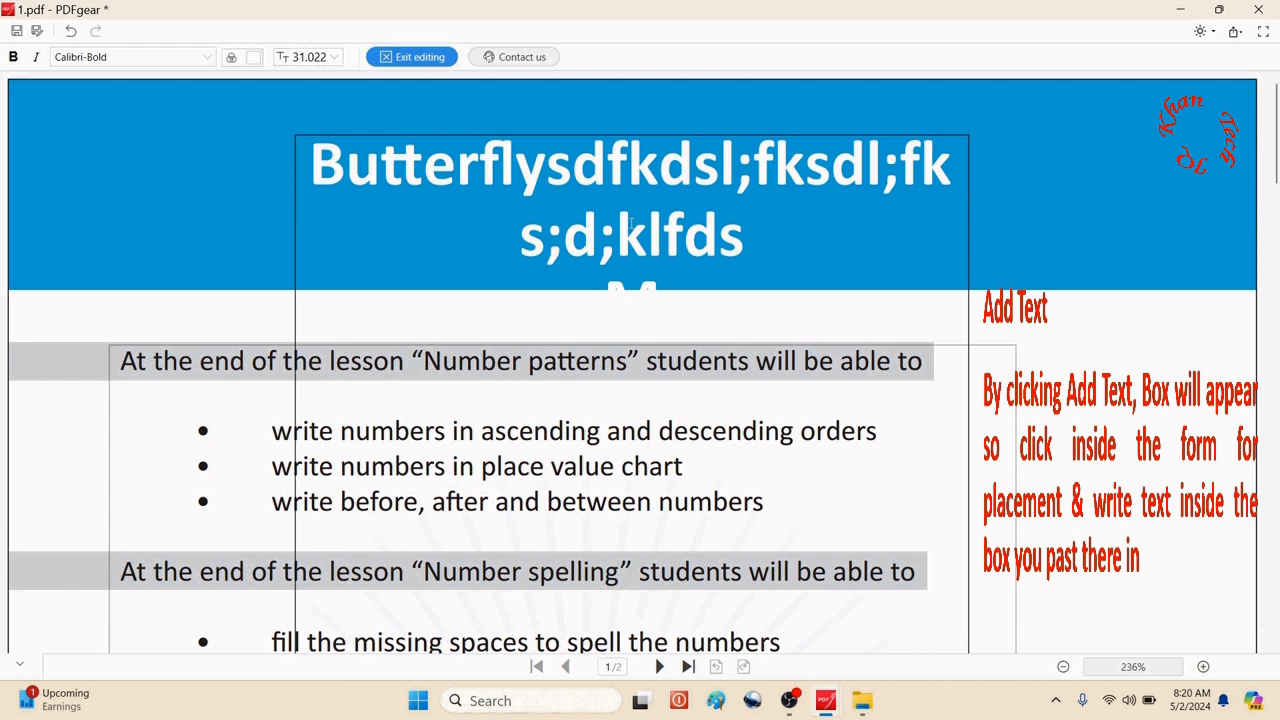 1.pdf - PDFgear *
B I Calibri-Bold 31.022 Exit editing Contact us
Khan Tech Q
Butterflysdfkdsl;fksdl;fk
s;d;klfds
Add Text
At the end of the lesson “Number patterns” students will be able to
By clicking Add Text, Box will appear
so click inside the form for
placement & write text inside the
box you past there in
• write numbers in ascending and descending orders
• write numbers in place value chart
• write before, after and between numbers
At the end of the lesson “Number spelling” students will be able to
• fill the missing spaces to spell the numbers
1 / 2
236%
1 Upcoming
Earnings
Search
8:20 AM
5/2/2024